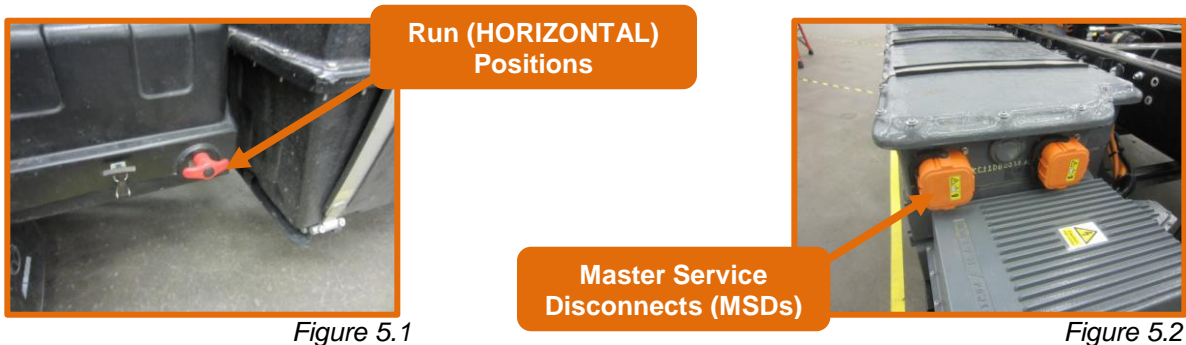 Run (HORIZONTAL)
Positions
Master Service
Disconnects (MSDs)
Figure 5.1
Figure 5.2